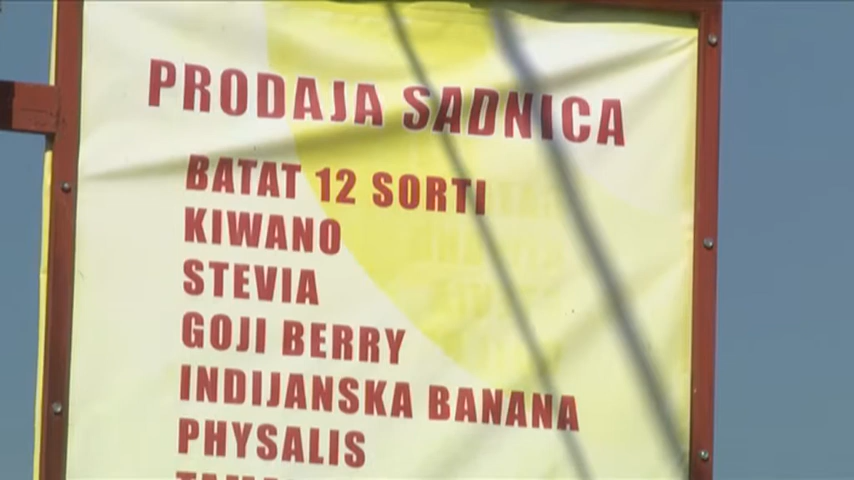 PRODAJA SADNICA
BATAT 12 SORTI
KIWANO
STEVIA
GOJI BERRY
INDIJANSKA BANANA
PHYSALIS